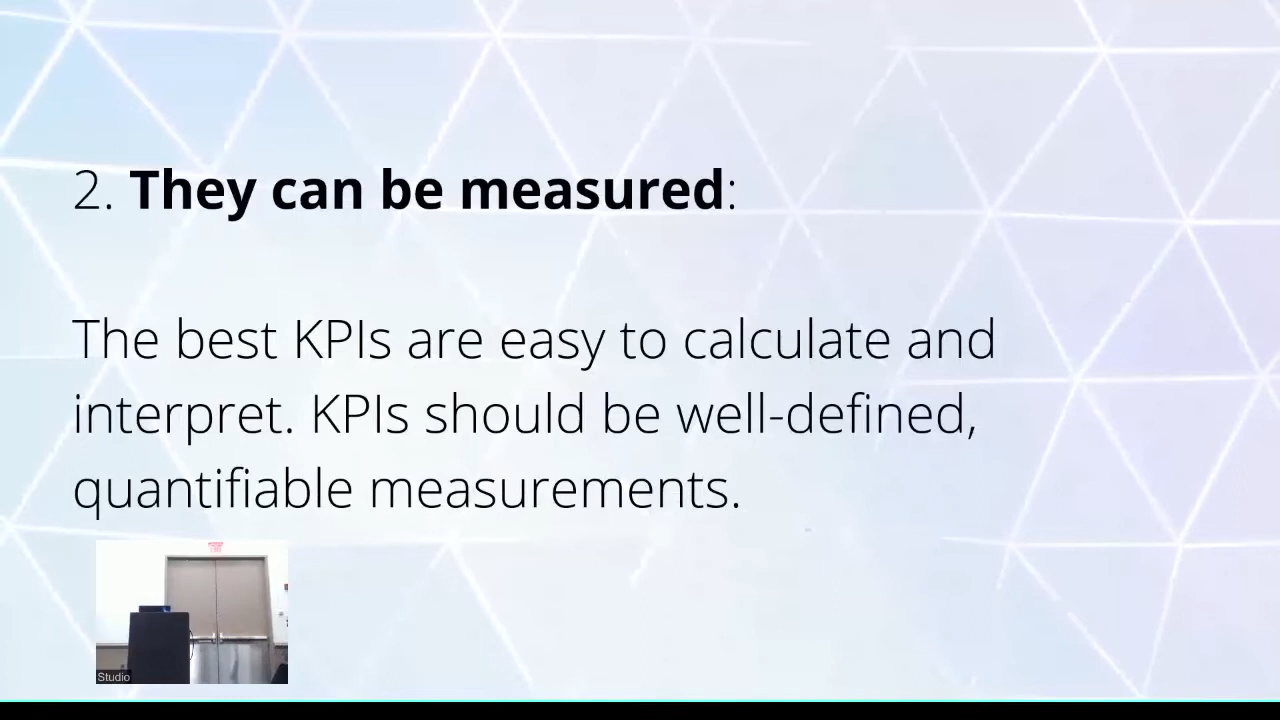 2. They can be measured:
The best KPIs are easy to calculate and
interpret. KPIs should be well-defined,
quantifiable measurements.
Studio